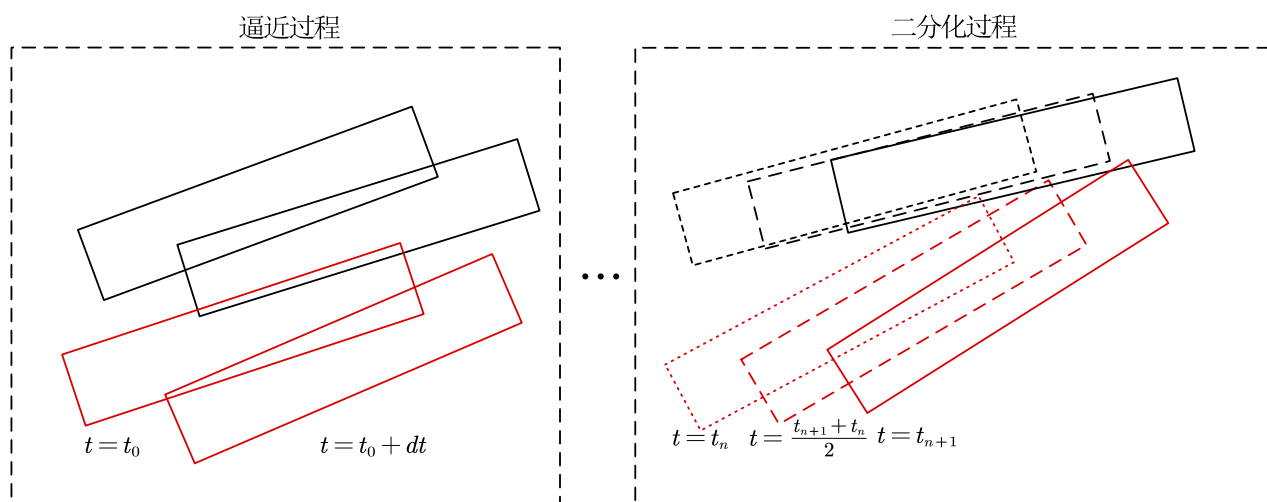 逼近过程
二分化过程
...
t = t_0
t = t_0 + dt
t = t_n
t = \frac{t_{n+1} + t_n}{2}
t = t_{n+1}